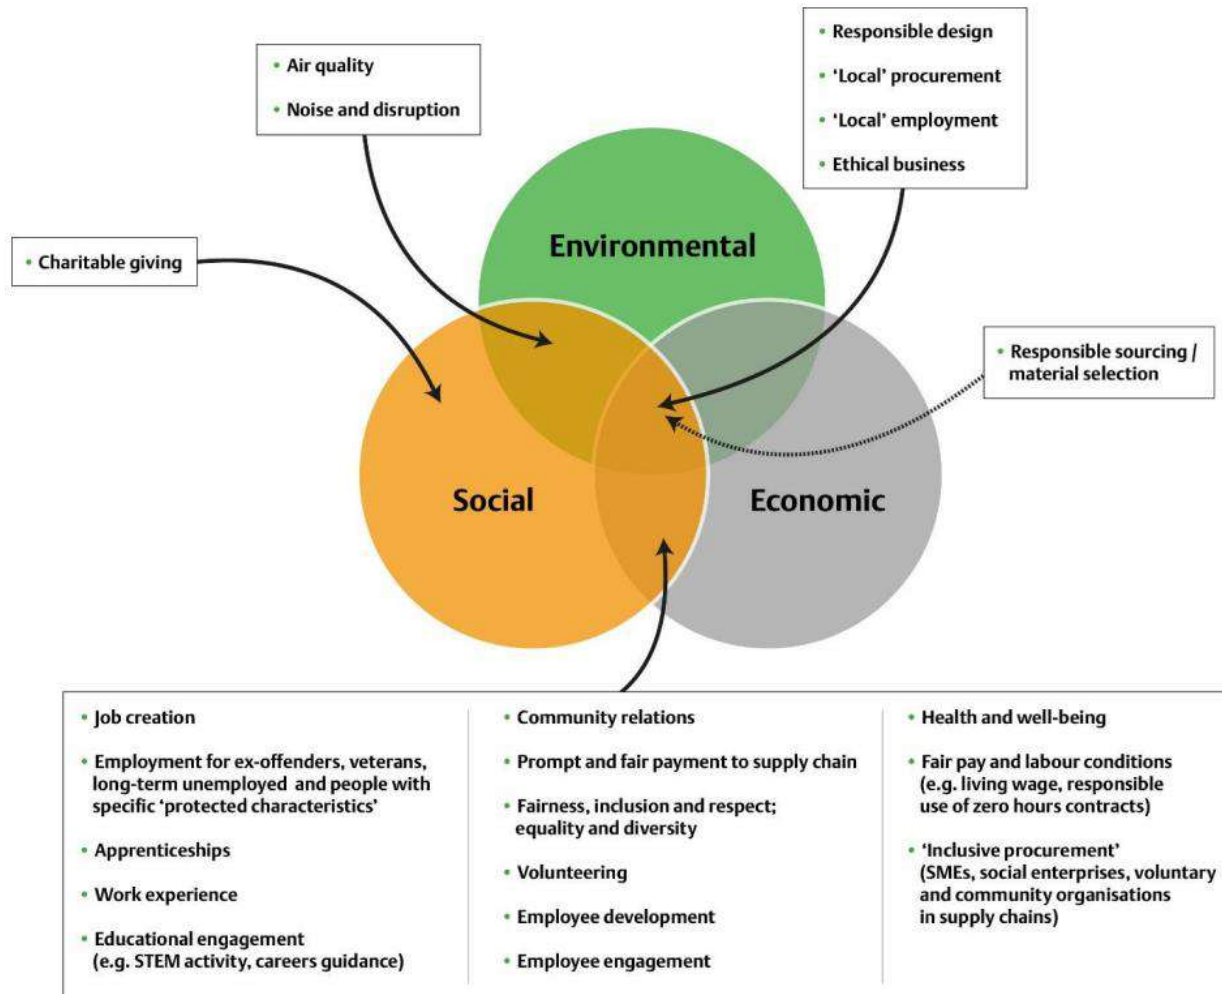 • Air quality
• Noise and disruption
• Responsible design
• ‘Local’ procurement
• ‘Local’ employment
• Ethical business
• Charitable giving
Environmental
• Responsible sourcing /
material selection
Social
Economic
• Job creation
• Employment for ex-offenders, veterans,
long-term unemployed and people with
specific ‘protected characteristics’
• Apprenticeships
• Work experience
• Educational engagement
(e.g. STEM activity, careers guidance)
• Community relations
• Prompt and fair payment to supply chain
• Fairness, inclusion and respect;
equality and diversity
• Volunteering
• Employee development
• Employee engagement
• Health and well-being
• Fair pay and labour conditions
(e.g. living wage, responsible
use of zero hours contracts)
• ‘Inclusive procurement’
(SMEs, social enterprises, voluntary
and community organisations
in supply chains)